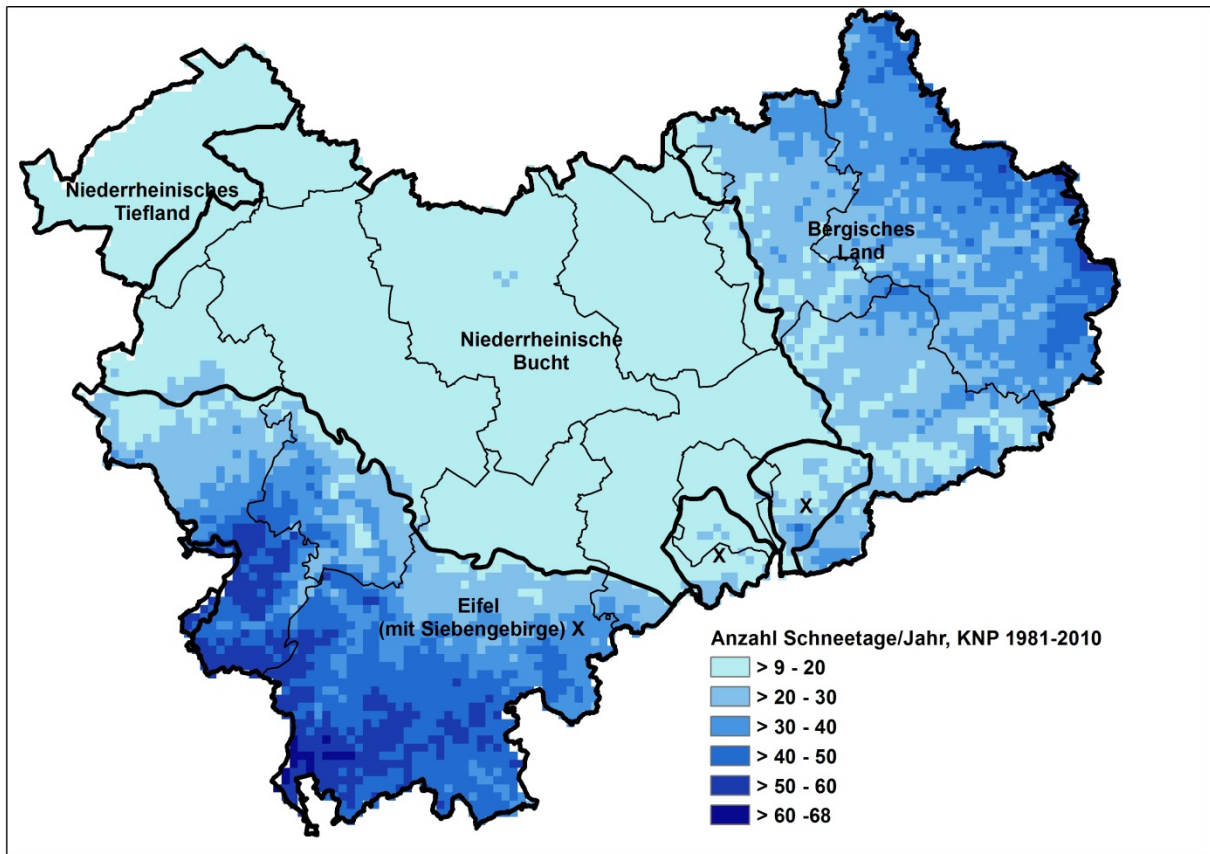 Niederrheinisches
Tiefland
Bergisches
Land
Niederrheinische
Bucht
X
X
Eifel
(mit Siebengebirge) X
Anzahl Schneetage/Jahr, KNP 1981-2010
> 9 - 20
> 20 - 30
> 30 - 40
> 40 - 50
> 50 - 60
> 60 -68